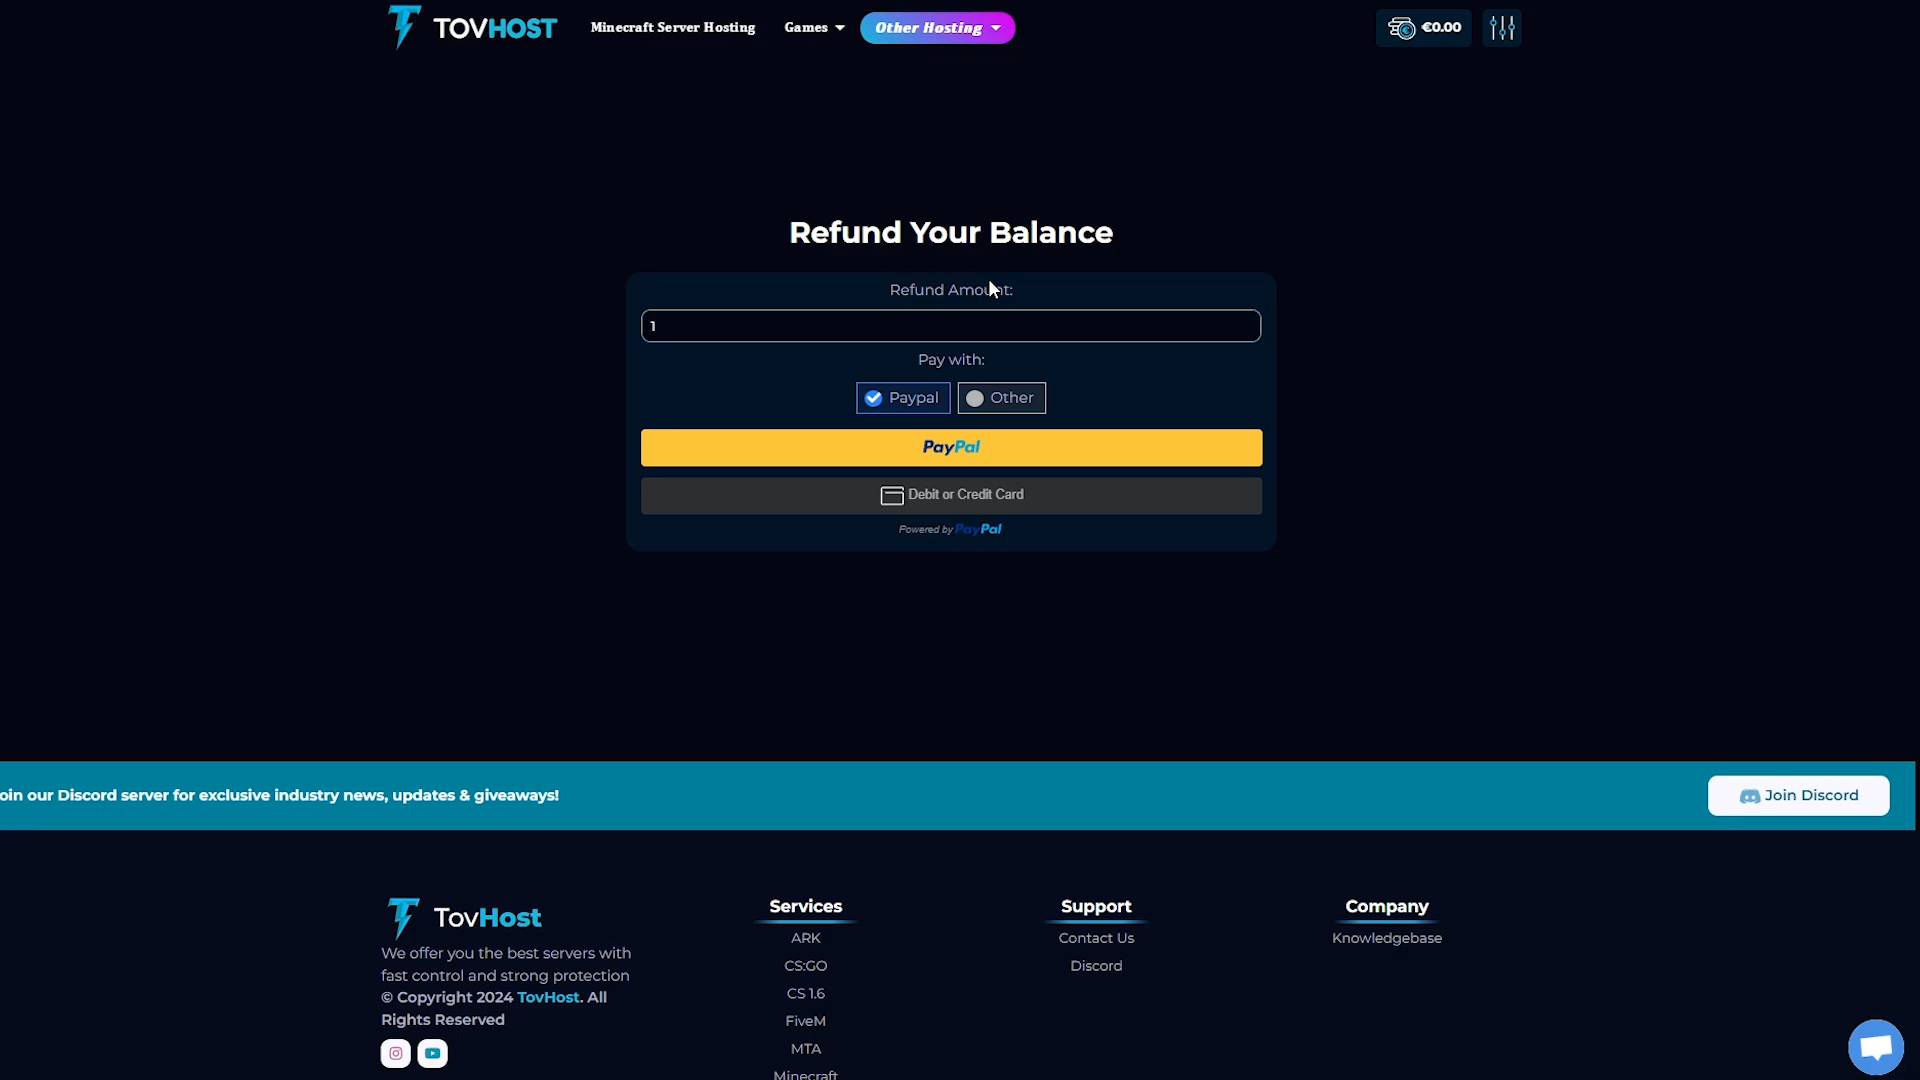 TOVHOST
Minecraft Server Hosting
Games
Other Hosting
€0.00
Refund Your Balance
Refund Amount:
1
Pay with:
Paypal
Other
PayPal
Debit or Credit Card
Powered by PayPal
oin our Discord server for exclusive industry news, updates & giveaways!
Join Discord
TovHost
We offer you the best servers with
fast control and strong protection
© Copyright 2024 TovHost. All
Rights Reserved
Services
ARK
CS:GO
CS 1.6
FiveM
MTA
Minecraft
Support
Contact Us
Discord
Company
Knowledgebase